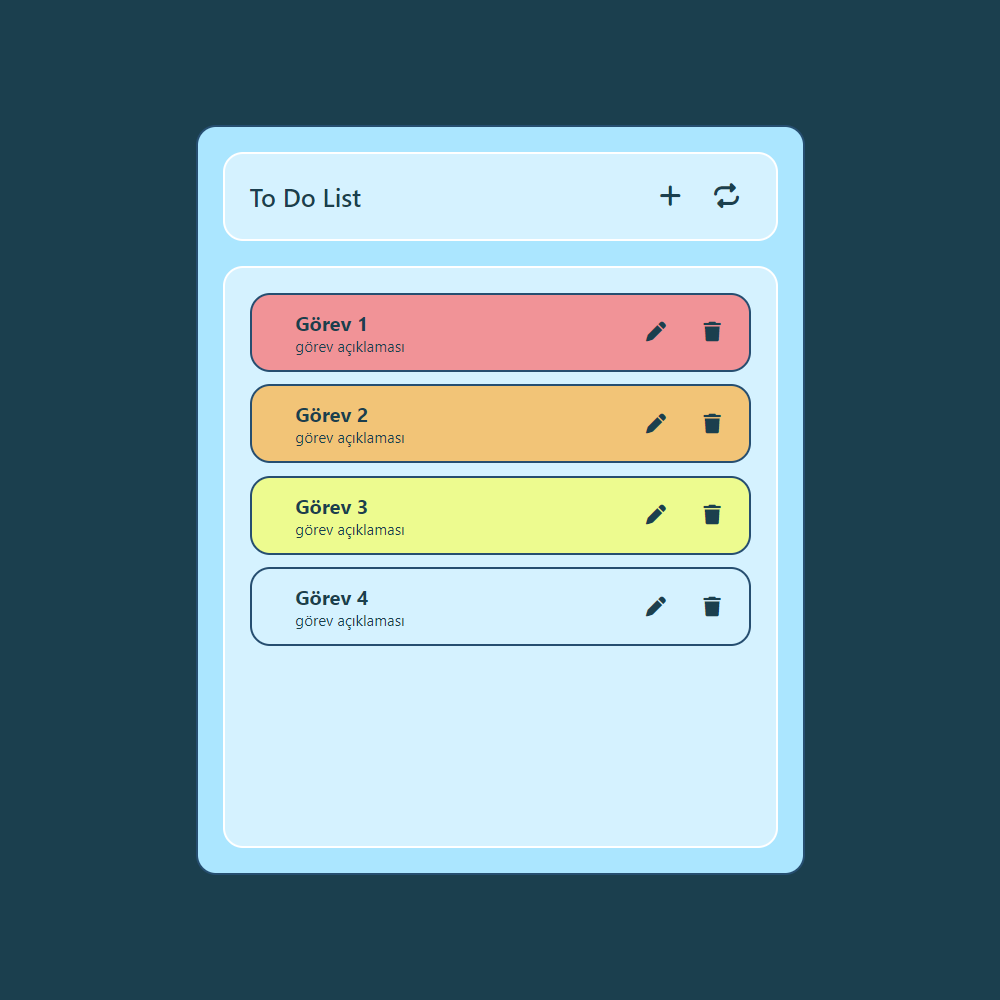 To Do List
Görev 1
görev açıklaması
Görev 2
görev açıklaması
Görev 3
görev açıklaması
Görev 4
görev açıklaması